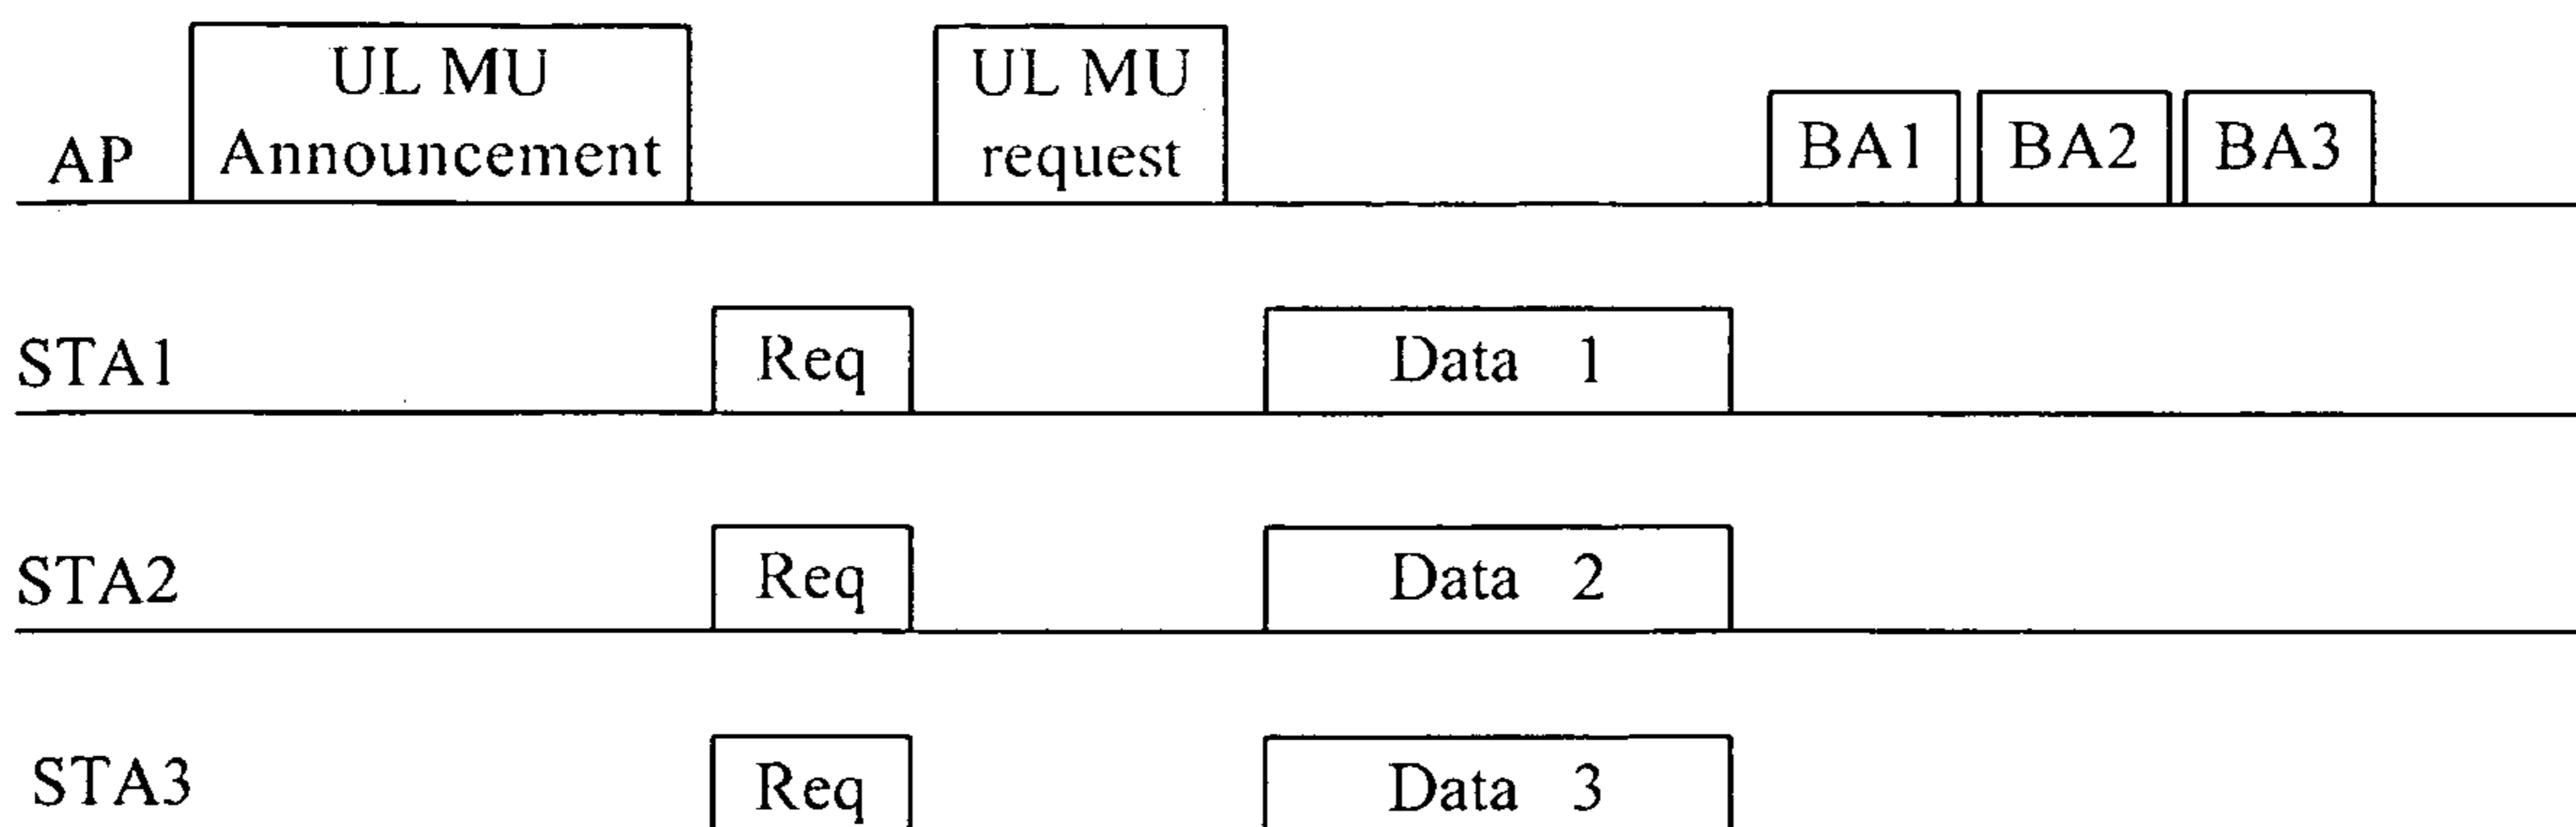 UL MU
Announcement
UL MU
request
AP
BA1
BA2
BA3
STA1
Req
Data 1
STA2
Req
Data 2
STA3
Req
Data 3